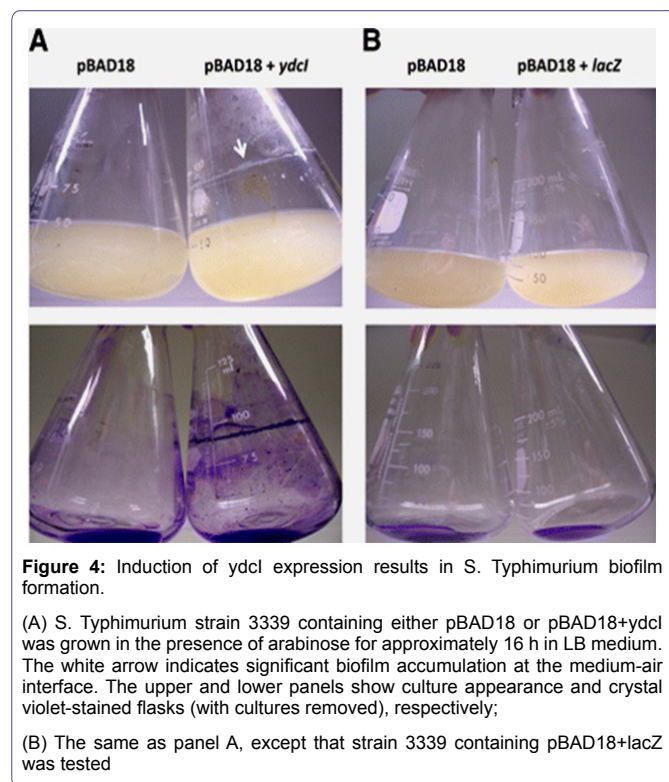 A
B
pBAD18
pBAD18 + ydcI
pBAD18
pBAD18 + lacZ
75
50
50
200 mL
±5%
50
125
ml
100
75
200 mL
±5%
150
150
100
100
Figure 4: Induction of ydcI expression results in S. Typhimurium biofilm
formation.
(A) S. Typhimurium strain 3339 containing either pBAD18 or pBAD18+ydcI
was grown in the presence of arabinose for approximately 16 h in LB medium.
The white arrow indicates significant biofilm accumulation at the medium-air
interface. The upper and lower panels show culture appearance and crystal
violet-stained flasks (with cultures removed), respectively;
(B) The same as panel A, except that strain 3339 containing pBAD18+lacZ
was tested